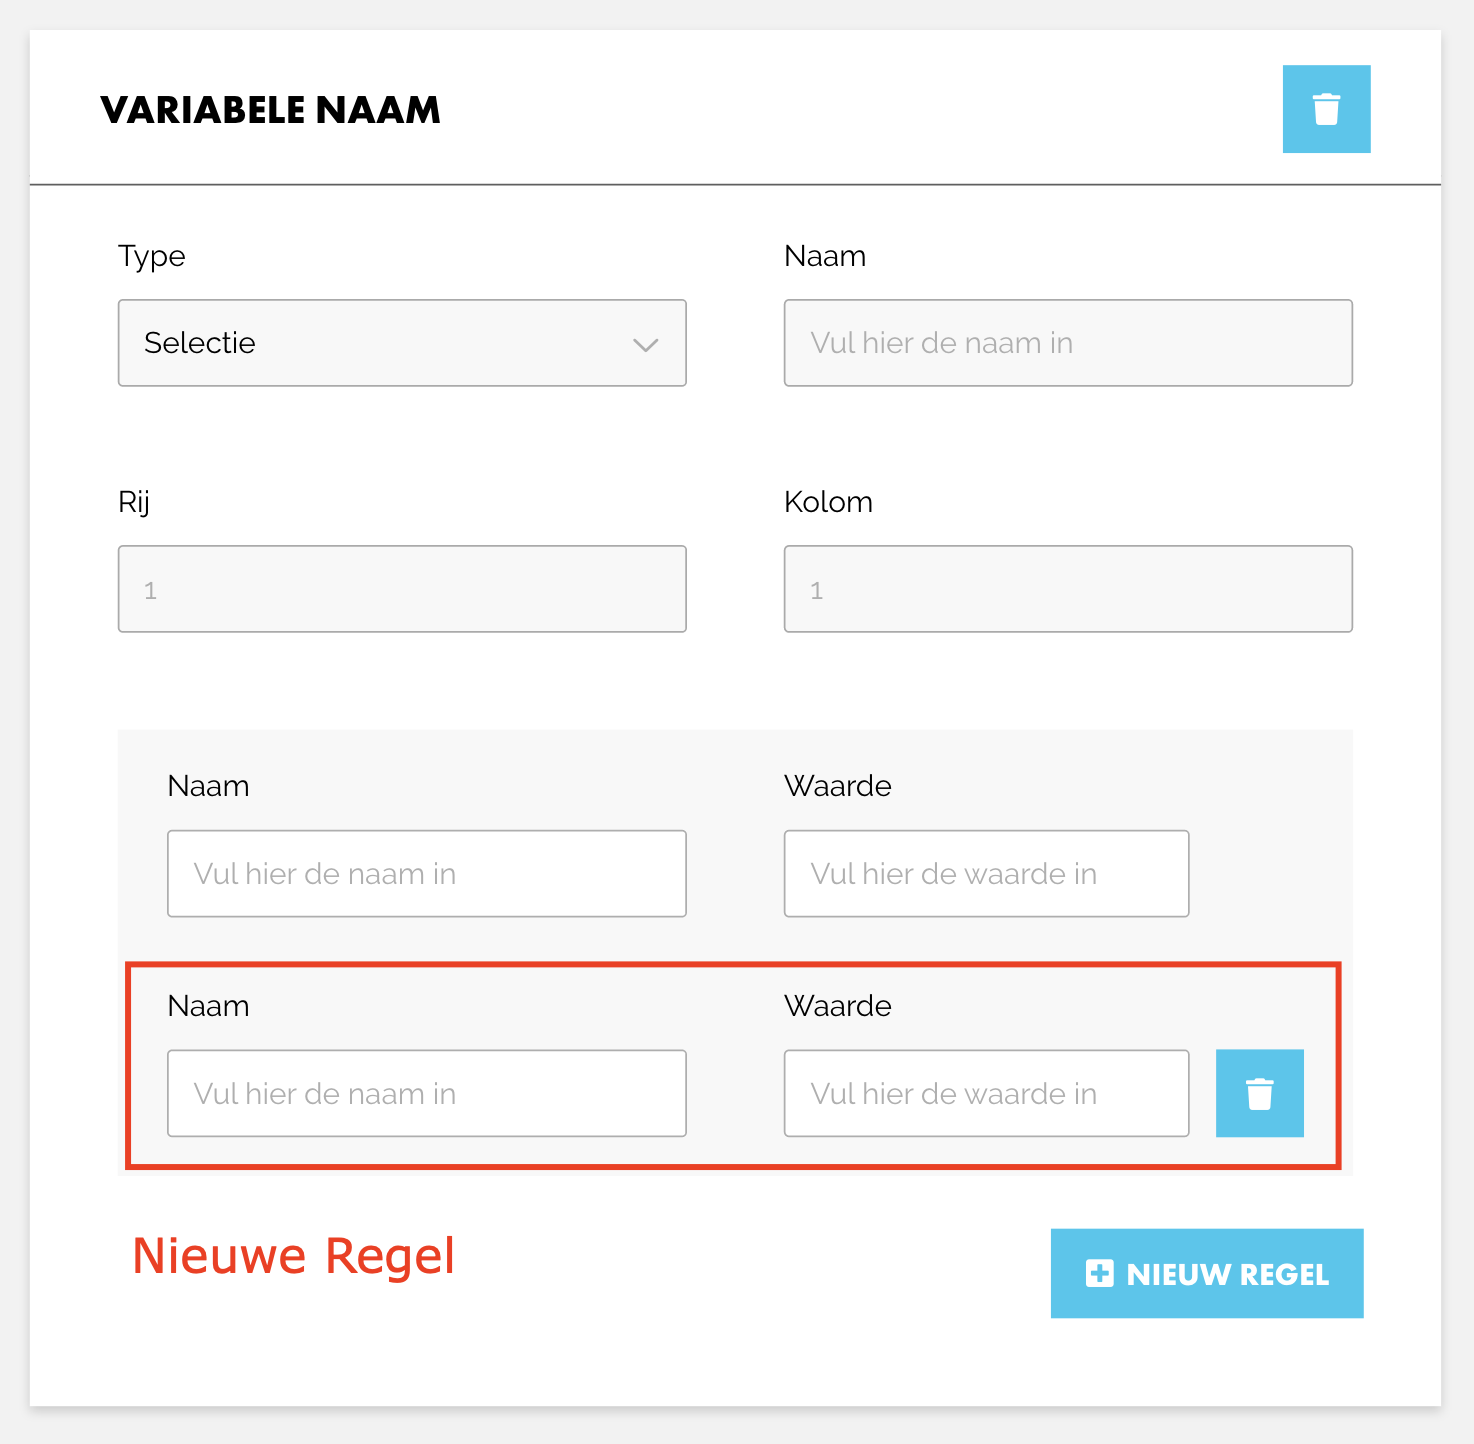 VARIABELE NAAM
Type
Naam
Selectie
Vul hier de naam in
Rij
Kolom
1
1
Naam
Waarde
Vul hier de naam in
Vul hier de waarde in
Naam
Waarde
Vul hier de naam in
Vul hier de waarde in
Nieuwe Regel
NIEUW REGEL